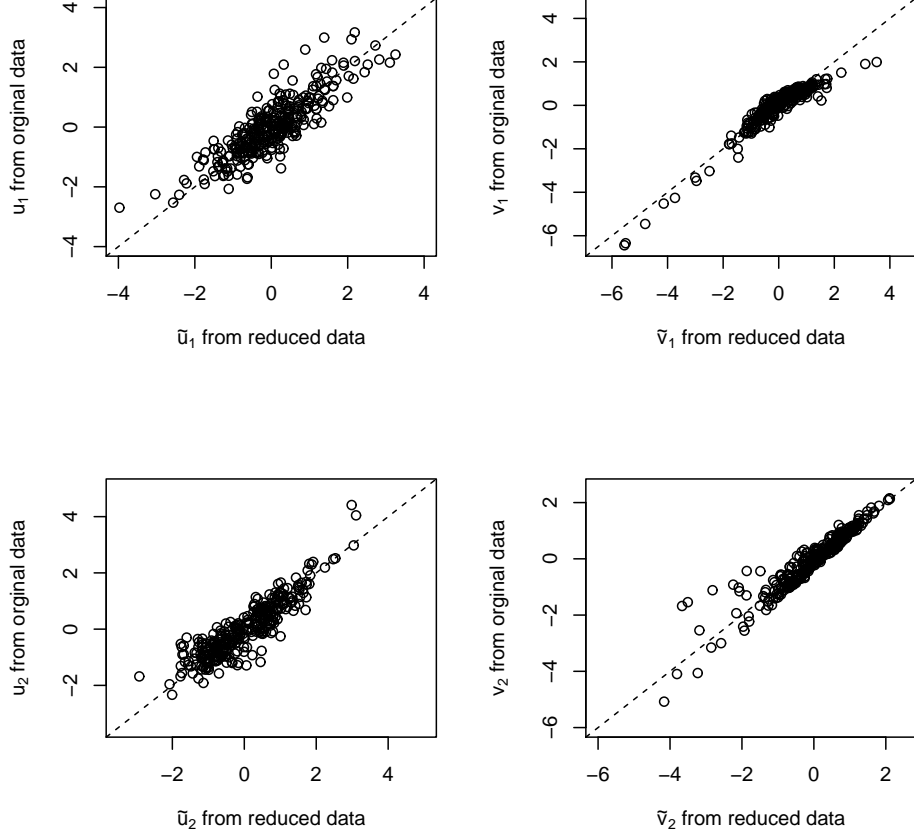 4
2
0
−2
−4
u1 from orginal data
−4 −2 0 2 4
ũ1 from reduced data
4
2
0
−2
−4
−6
v1 from orginal data
−6 −4 −2 0 2 4
ṽ1 from reduced data
4
2
0
−2
u2 from orginal data
−2 0 2 4
ũ2 from reduced data
2
0
−2
−4
−6
v2 from orginal data
−6 −4 −2 0 2
ṽ2 from reduced data